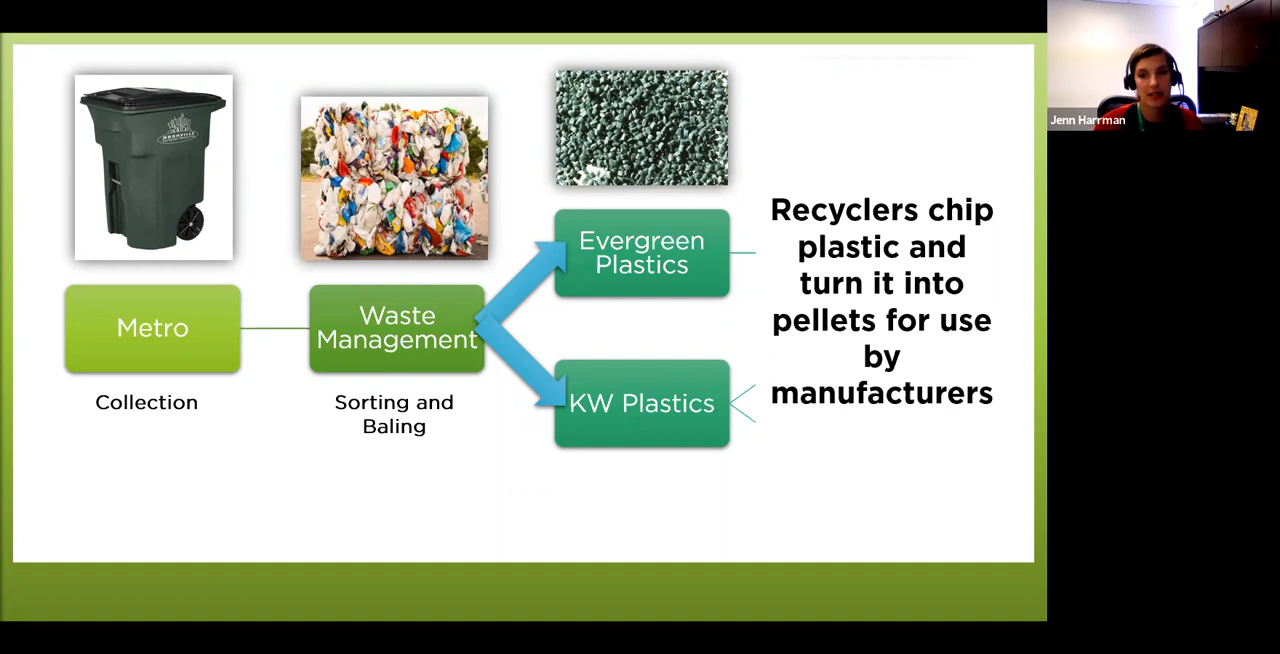 NASHVILLE
Metro
Collection
Waste
Management
Sorting and
Baling
Evergreen
Plastics
KW Plastics
Recyclers chip
plastic and
turn it into
pellets for use
by
manufacturers
Jenn Harrman